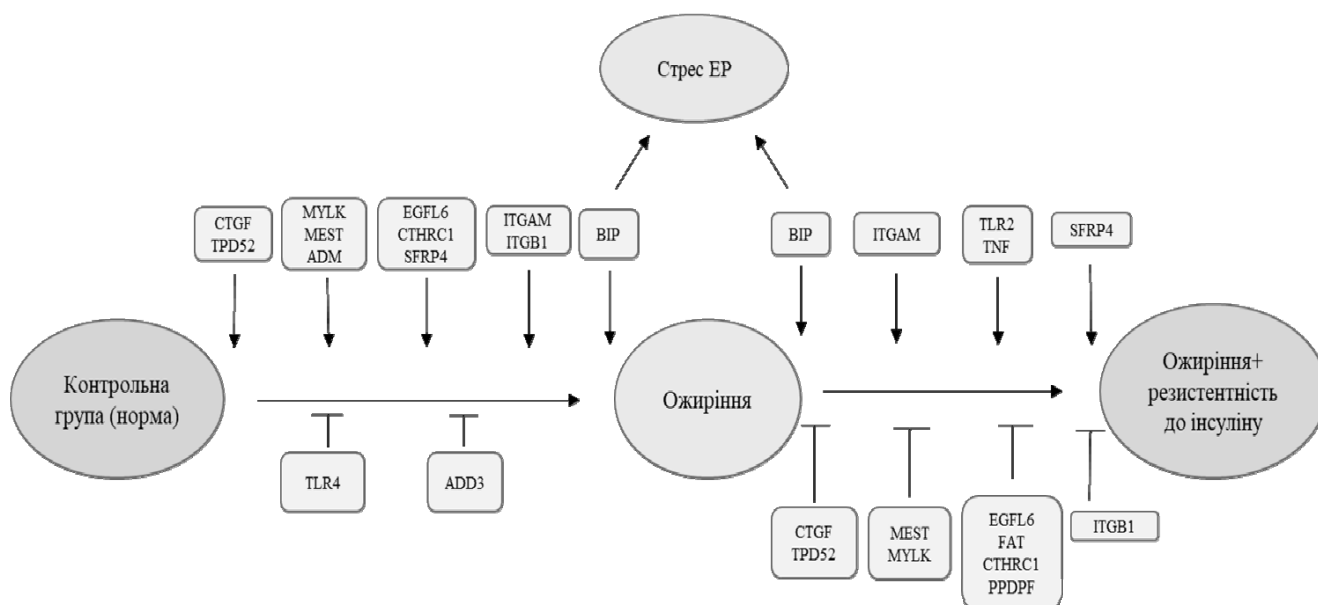 Стрес ЕР
CTGF
TPD52
MYLK
MEST
ADM
EGFL6
CTHRC1
SFRP4
ITGAM
ITGB1
BIP
BIP
ITGAM
TLR2
TNF
SFRP4
Контрольна
група (норма)
Ожиріння
Ожиріння+
резистентність
до інсуліну
TLR4
ADD3
CTGF
TPD52
MEST
MYLK
EGFL6
FAT
CTHRC1
PPDPF
ITGB1